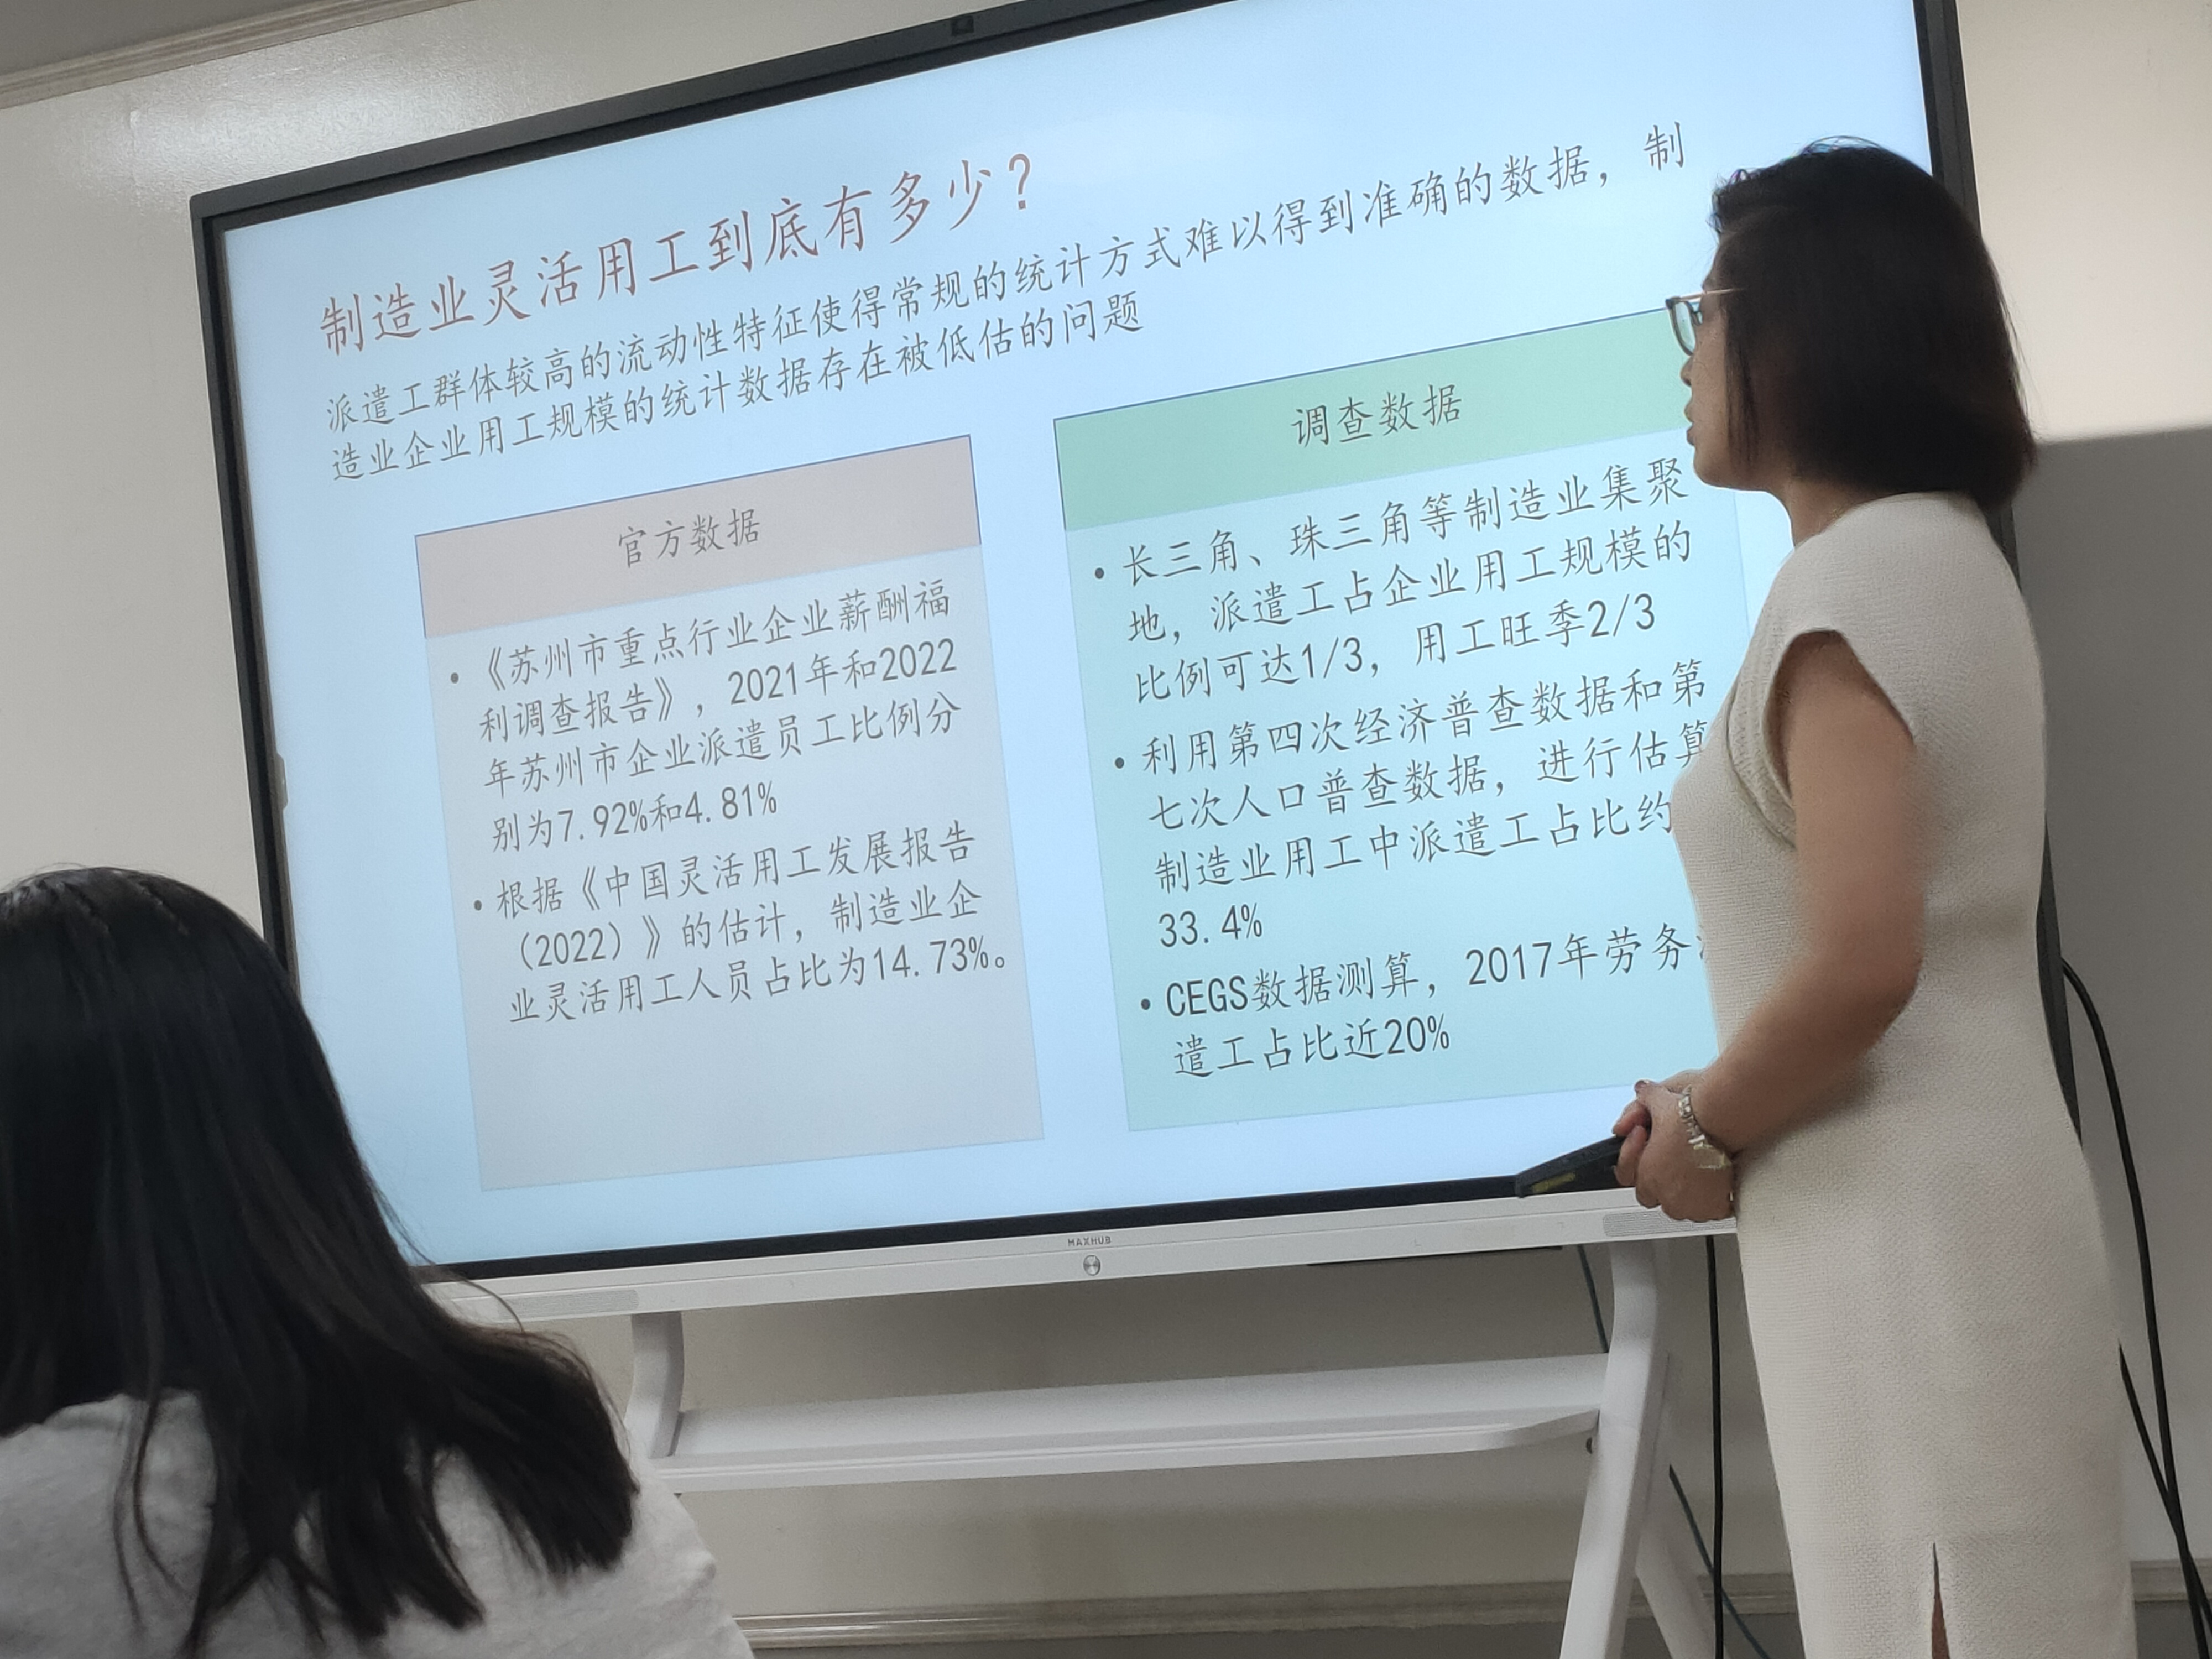 制造业灵活用工到底有多少?
派遣工群体较高的流动性特征使得常规的统计方式难以得到准确的数据，制
造业企业用工规模的统计数据存在被低估的问题
官方数据
• 《苏州市重点行业企业薪酬福
利调查报告》，2021年和2022
年苏州市企业派遣员工比例分
别为7.92%和4.81%
• 根据《中国灵活用工发展报告
（2022）》的估计，制造业企
业灵活用工人员占比为14.73%。
调查数据
• 长三角、珠三角等制造业集聚
地，派遣工占企业用工规模的
比例可达1/3，用工旺季2/3
• 利用第四次经济普查数据和第
七次人口普查数据，进行估算
制造业用工中派遣工占比约
33.4%
• CEGS数据测算，2017年劳务
遣工占比近20%
MAXHUB